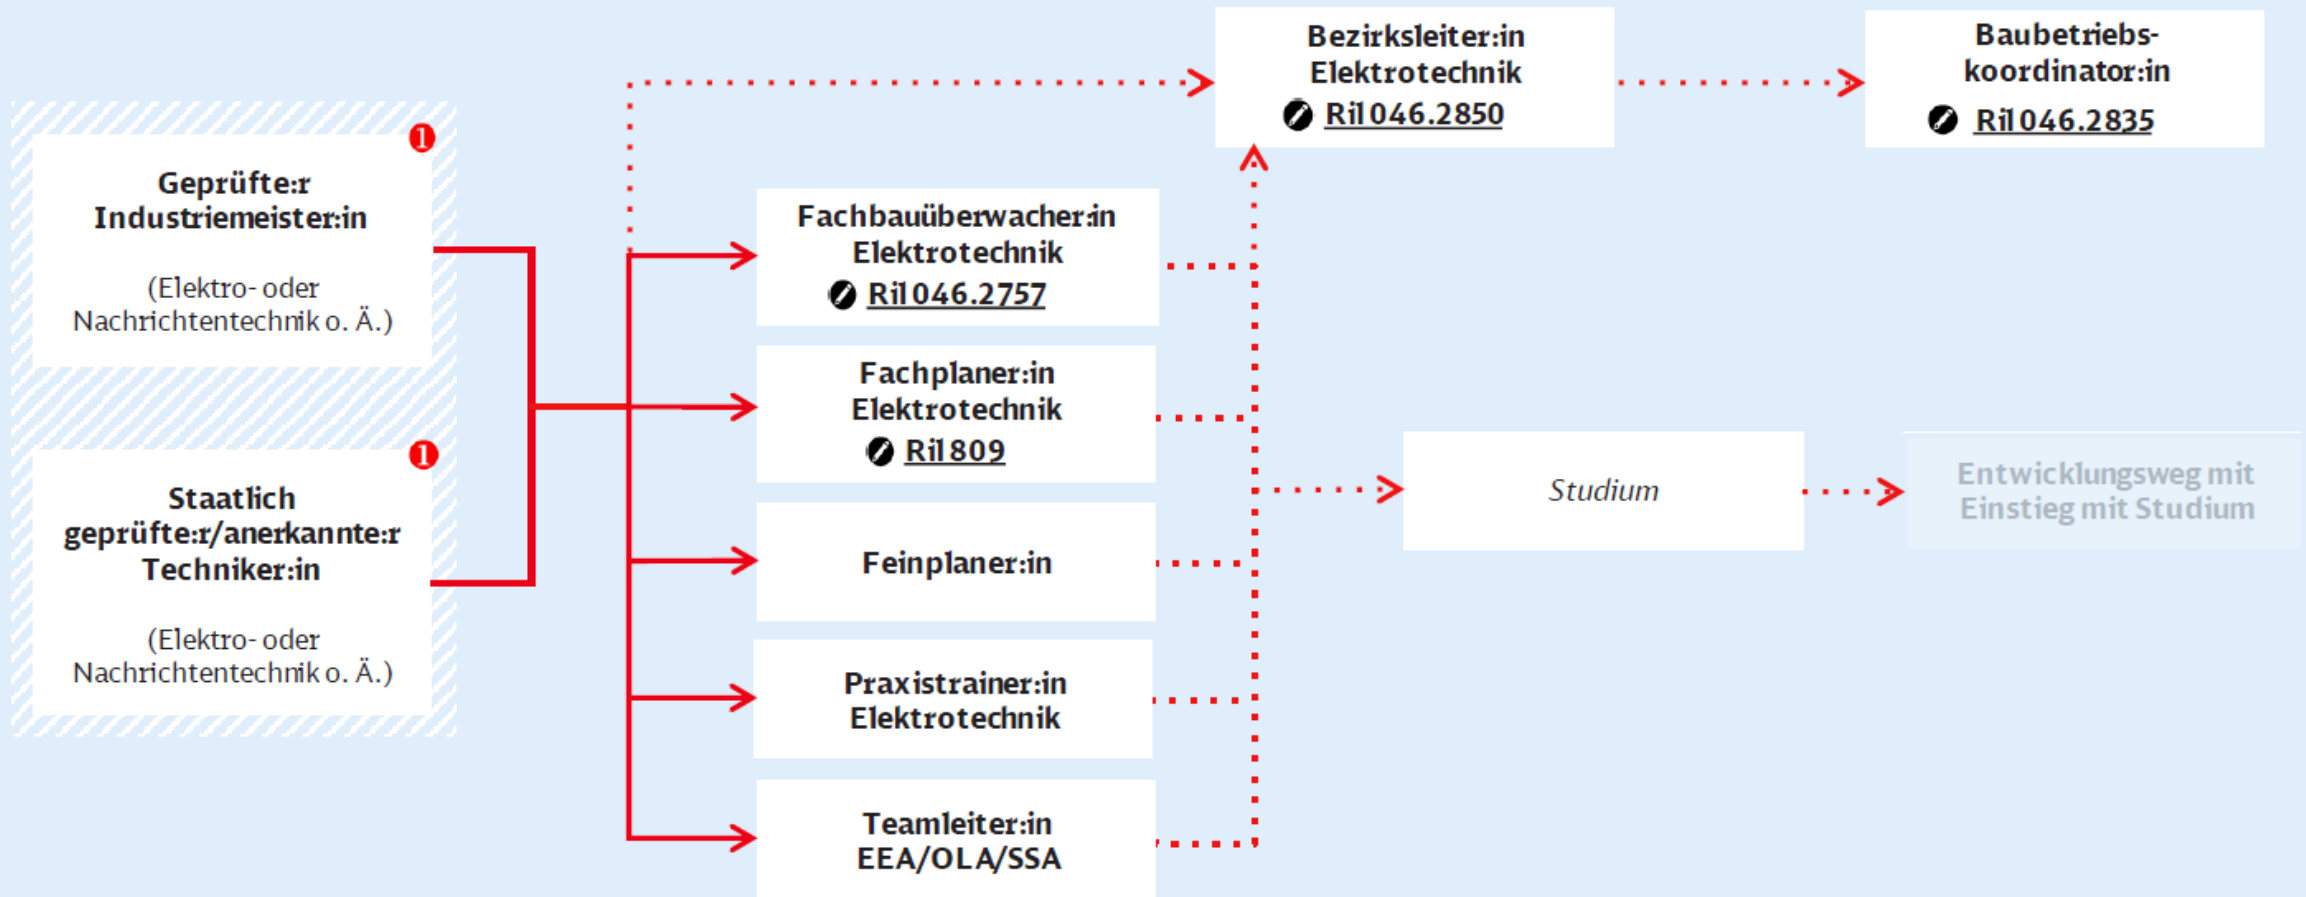 Bezirksleiter:in
Elektrotechnik
Ril 046.2850
Baubetriebs-
koordinator:in
Ril 046.2835
1
Geprüfte:r
Industriemeister:in
(Elektro- oder
Nachrichtentechnik o. Ä.)
1
Staatlich
geprüfte:r/anerkannte:r
Techniker:in
(Elektro- oder
Nachrichtentechnik o. Ä.)
Fachbauüberwacher:in
Elektrotechnik
Ril 046.2757
Fachplaner:in
Elektrotechnik
Ril 809
Feinplaner:in
Praxistrainer:in
Elektrotechnik
Teamleiter:in
EEA/OLA/SSA
Studium
Entwicklungsweg mit
Einstieg mit Studium